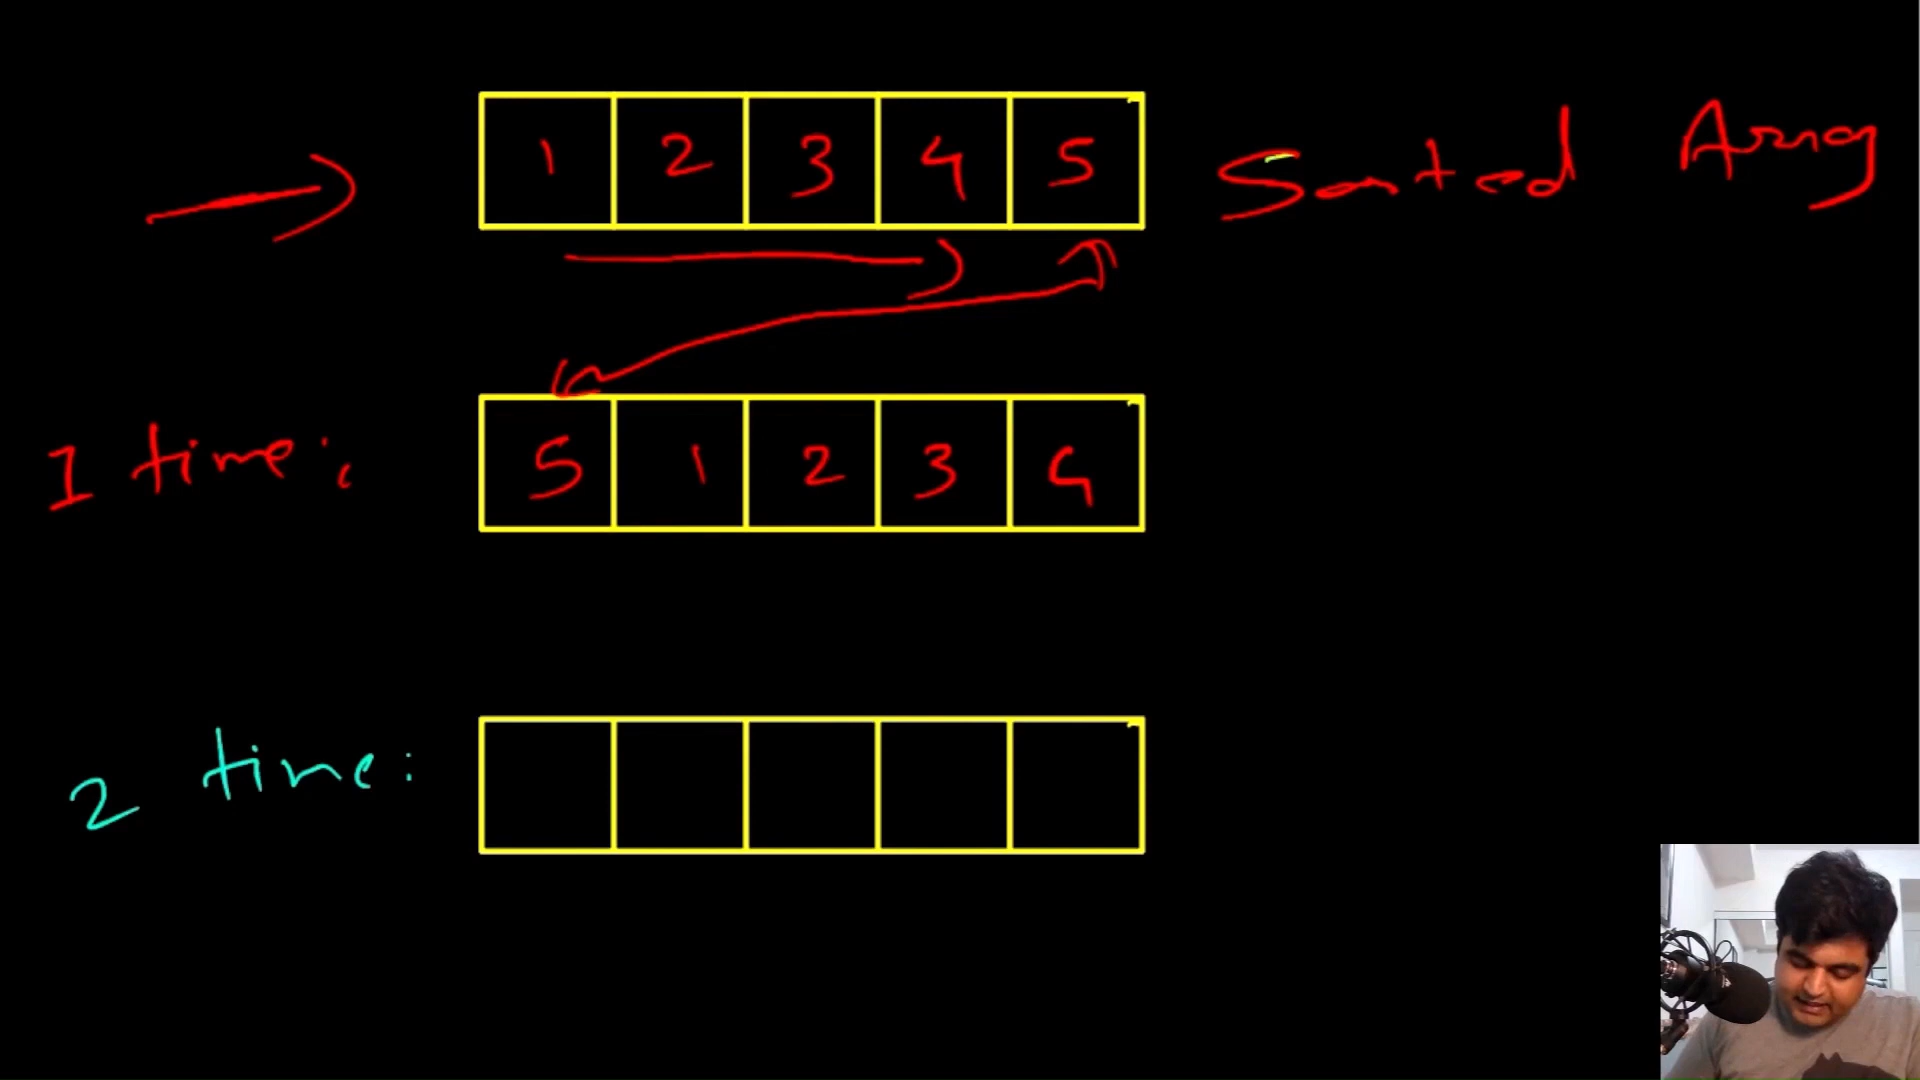 1 2 3 4 5 Sorted Array
1 time: 5 1 2 3 4
2 time: